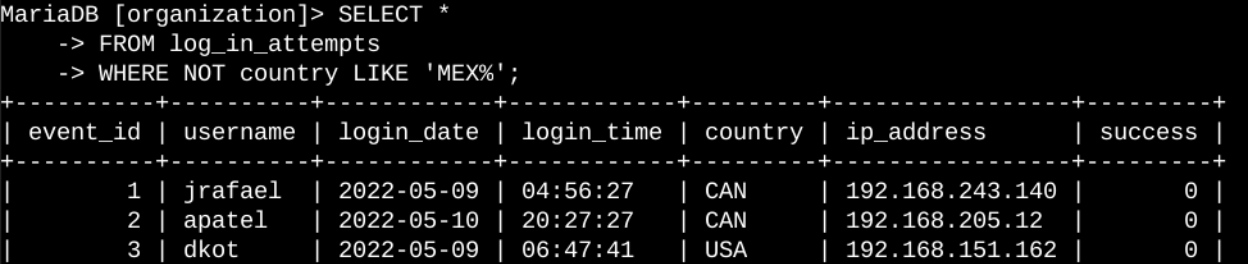 MariaDB [organization]> SELECT *
    -> FROM log_in_attempts
    -> WHERE NOT country LIKE 'MEX%';
+----------+----------+------------+------------+---------+----------------+---------+
| event_id | username | login_date | login_time | country | ip_address     | success |
+----------+----------+------------+------------+---------+----------------+---------+
|        1 | jrafael  | 2022-05-09 | 04:56:27   | CAN     | 192.168.243.140 |       0 |
|        2 | apatel   | 2022-05-10 | 20:27:27   | CAN     | 192.168.205.12 |       0 |
|        3 | dkot     | 2022-05-09 | 06:47:41   | USA     | 192.168.151.162 |       0 |